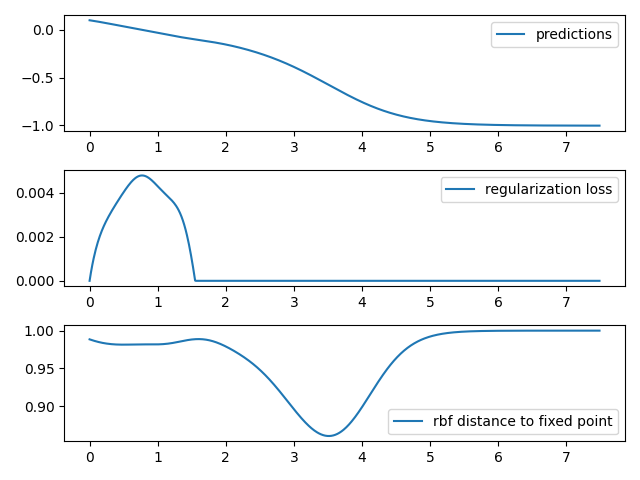 0.0
−0.5
−1.0
predictions
0 1 2 3 4 5 6 7
0.004
0.002
0.000
regularization loss
0 1 2 3 4 5 6 7
1.00
0.95
0.90
rbf distance to fixed point
0 1 2 3 4 5 6 7